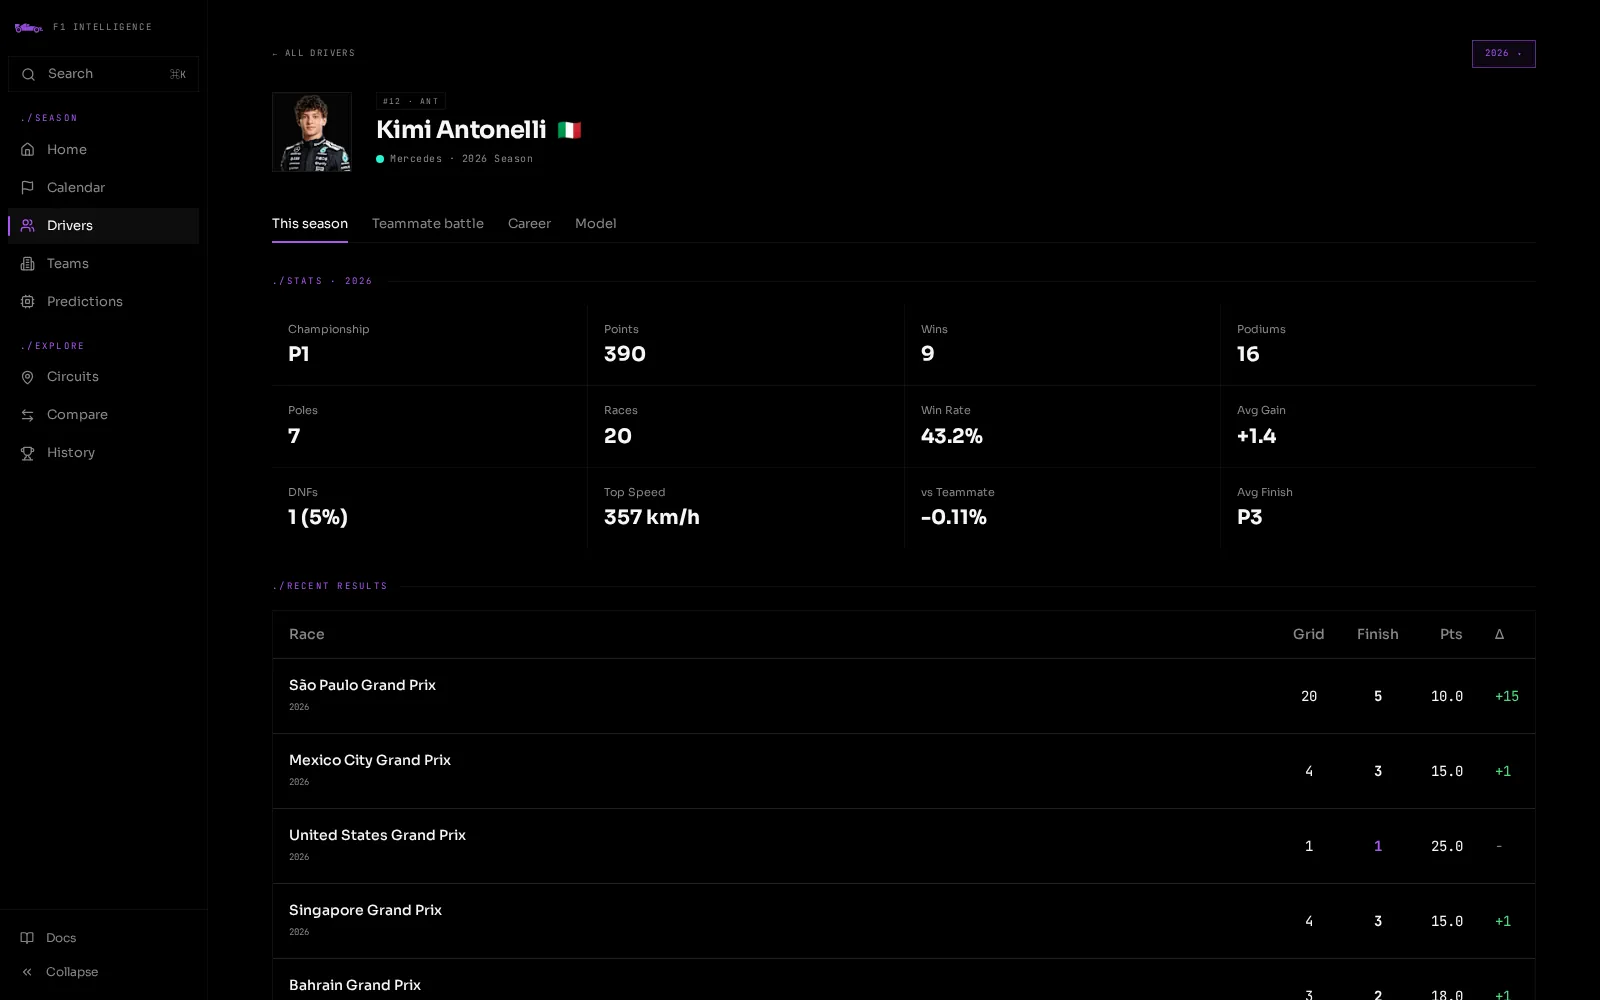 F1 INTELLIGENCE
Search ⌘K
./SEASON
Home
Calendar
Drivers
Teams
Predictions
./EXPLORE
Circuits
Compare
History
Docs
Collapse
← ALL DRIVERS
2026 ·
#12 · ANT
Kimi Antonelli
Mercedes · 2026 Season
This season Teammate battle Career Model
./STATS · 2026
Championship Points Wins Podiums
P1 390 9 16
Poles Races Win Rate Avg Gain
7 20 43.2% +1.4
DNFs Top Speed vs Teammate Avg Finish
1 (5%) 357 km/h -0.11% P3
./RECENT RESULTS
Race Grid Finish Pts Δ
São Paulo Grand Prix 20 5 10.0 +15
2026
Mexico City Grand Prix 4 3 15.0 +1
2026
United States Grand Prix 1 1 25.0 -
2026
Singapore Grand Prix 4 3 15.0 +1
2026
Bahrain Grand Prix 3 2 18.0 +1